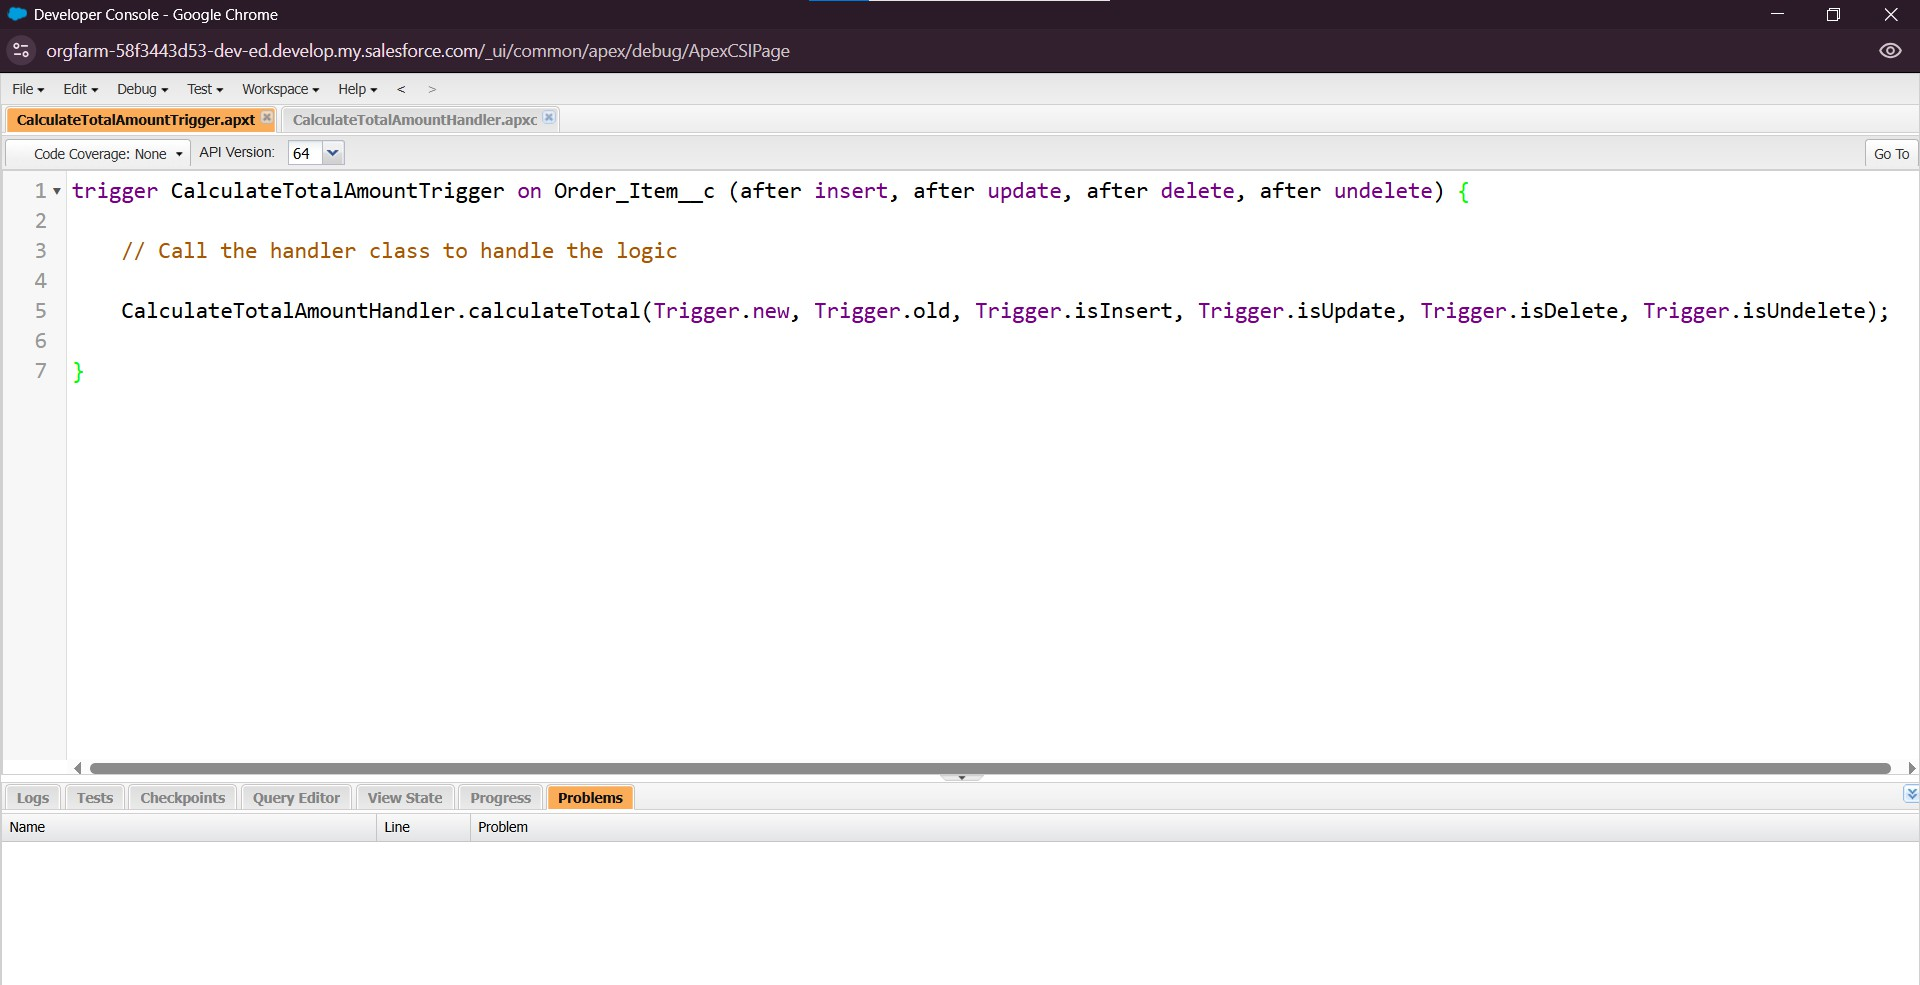 Developer Console - Google Chrome
orgfarm-58f3443d53-dev-ed.develop.my.salesforce.com/_ui/common/apex/debug/ApexCSIPage
File Edit Debug Test Workspace Help < >
CalculateTotalAmountTrigger.apxt CalculateTotalAmountHandler.apxc
Code Coverage: None API Version: 64 Go To
1 trigger CalculateTotalAmountTrigger on Order_Item__c (after insert, after update, after delete, after undelete) {
2
3 // Call the handler class to handle the logic
4
5 CalculateTotalAmountHandler.calculateTotal(Trigger.new, Trigger.old, Trigger.isInsert, Trigger.isUpdate, Trigger.isDelete, Trigger.isUndelete);
6
7 }
Logs Tests Checkpoints Query Editor View State Progress Problems
Name Line Problem